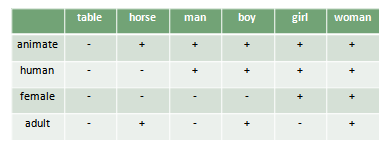 table horse man boy girl woman
animate - + + + + +
human - - + + + +
female - - - - + +
adult - + - + - +